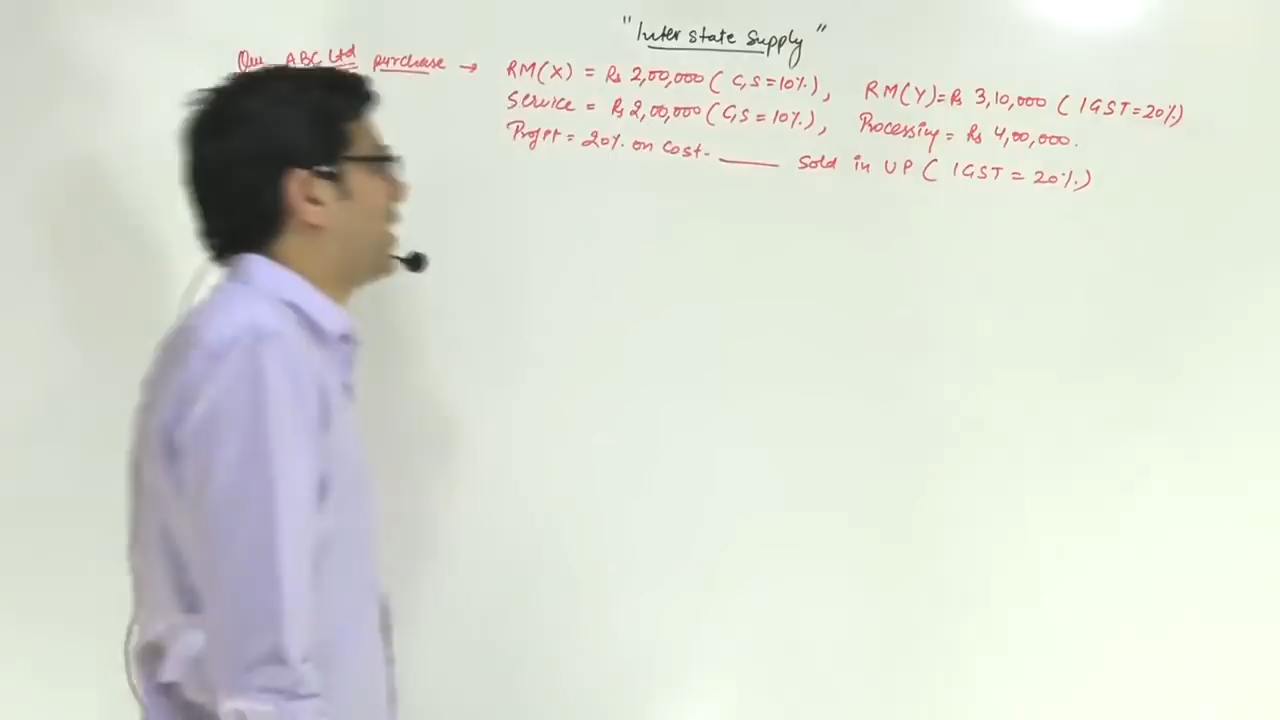 "Inter state Supply"
Que ABC Ltd purchase → RM(X) = Rs 2,00,000 (C,S=10%), RM(Y)=Rs 3,10,000 (IGST=20%)
Service = Rs 2,00,000 (C,S=10%), Processing = Rs 4,00,000.
Profit = 20% on Cost. ——— Sold in UP (IGST = 20%)